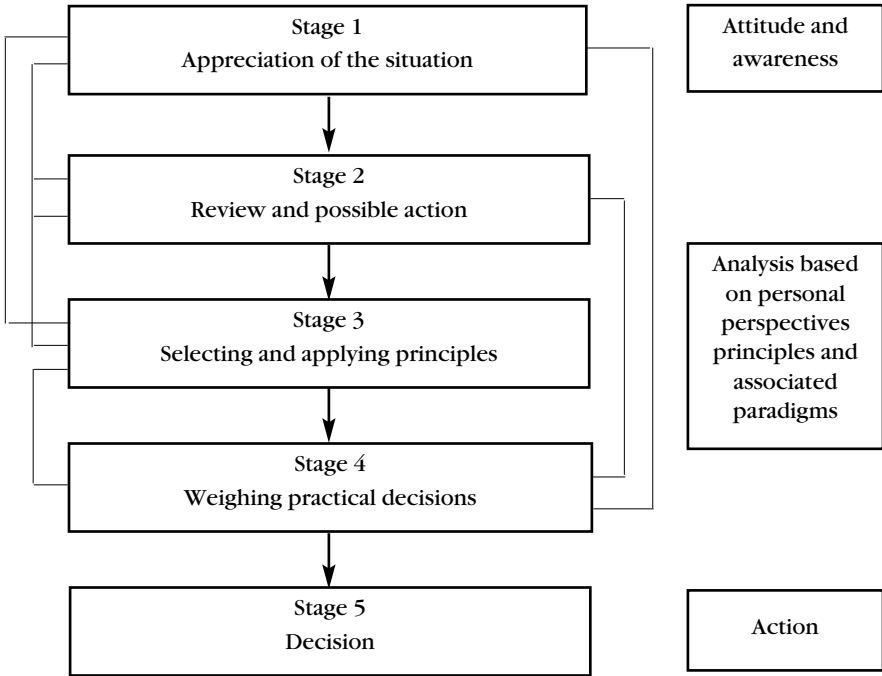 Stage 1
Appreciation of the situation
Attitude and
awareness
Stage 2
Review and possible action
Stage 3
Selecting and applying principles
Analysis based
on personal
perspectives
principles and
associated
paradigms
Stage 4
Weighing practical decisions
Stage 5
Decision
Action